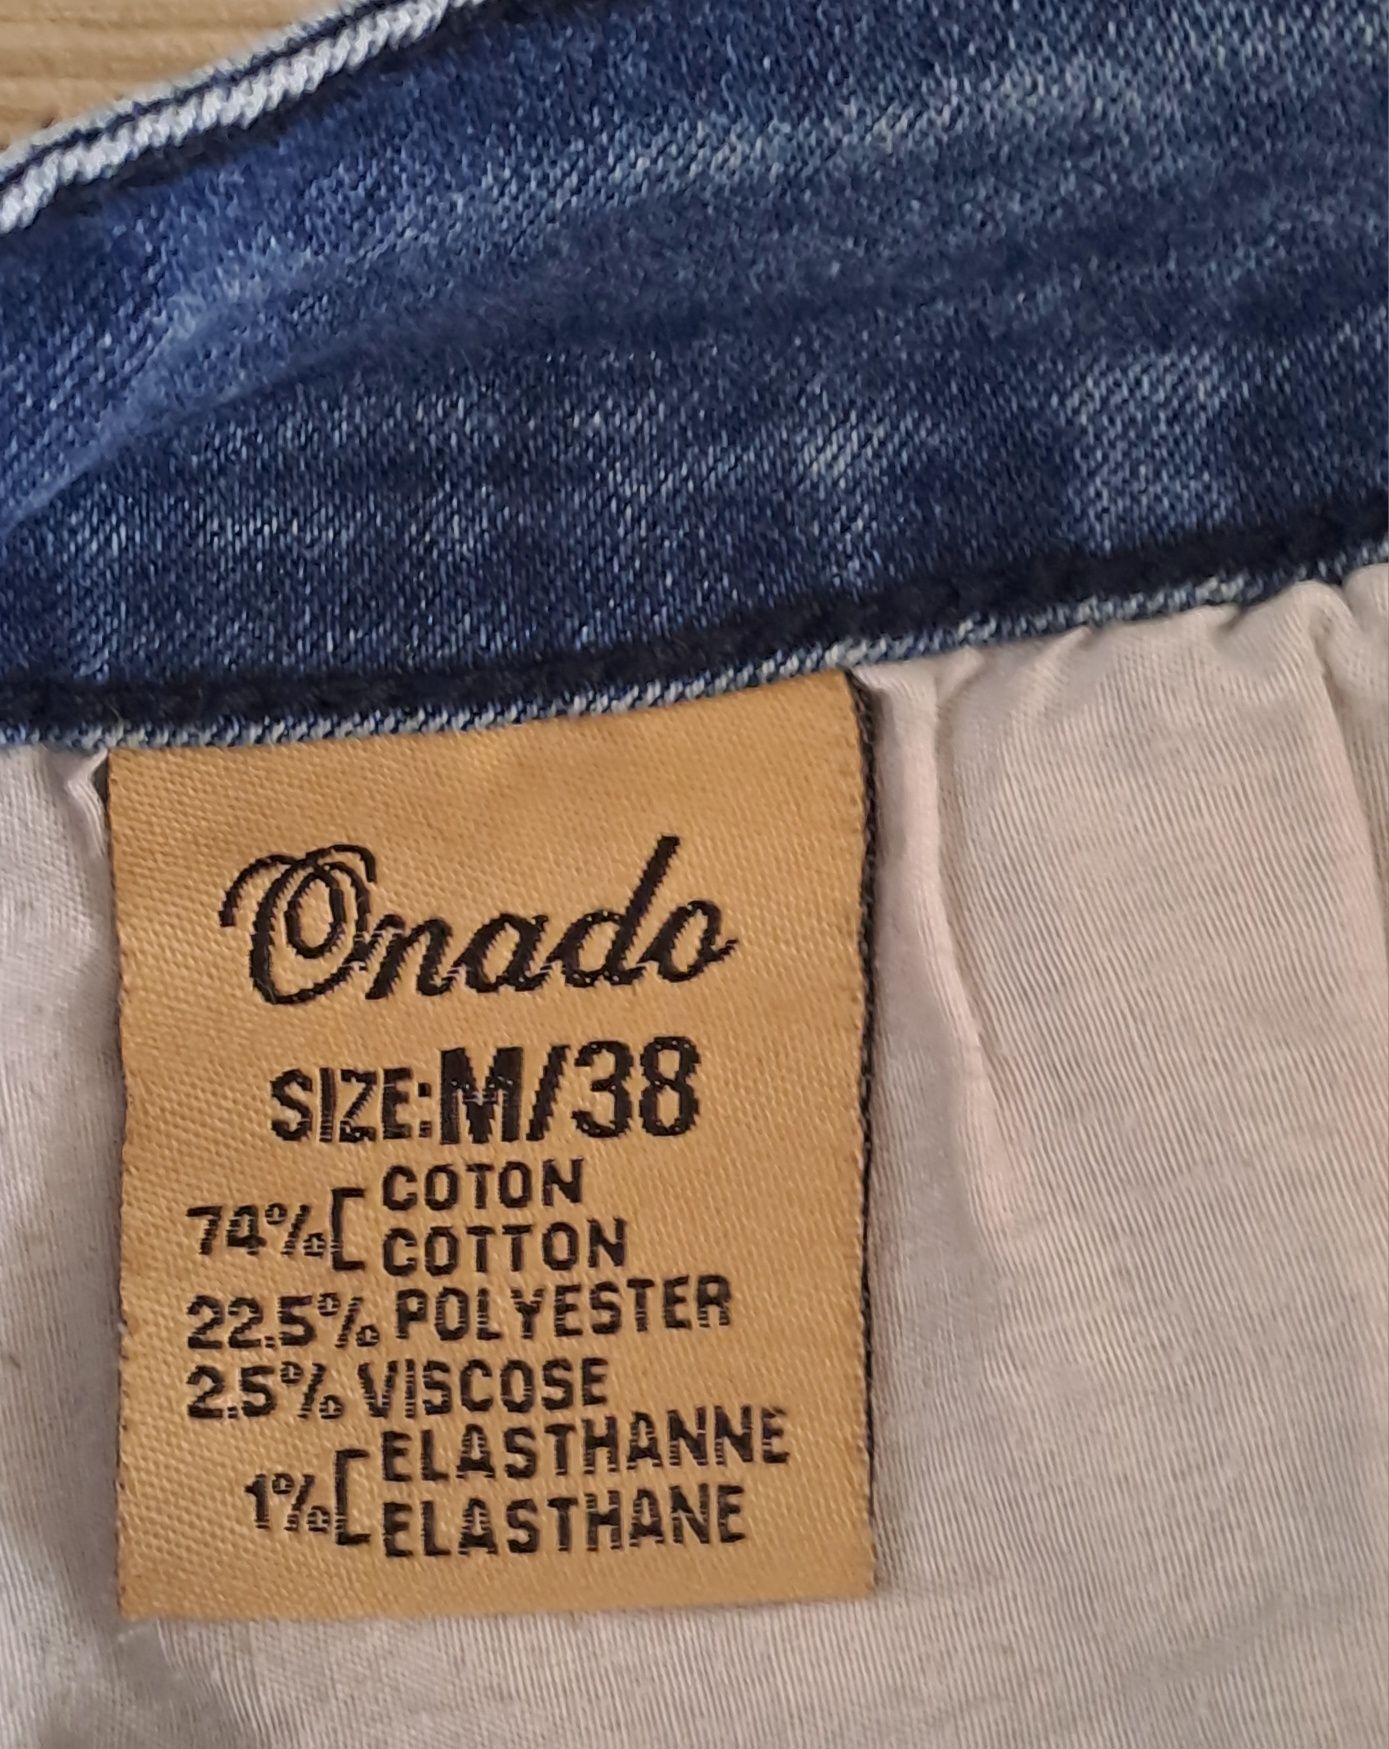 Onado
SIZE:M/38
74% COTON
COTTON
22.5% POLYESTER
2.5% VISCOSE
1% ELASTHANNE
ELASTHANE